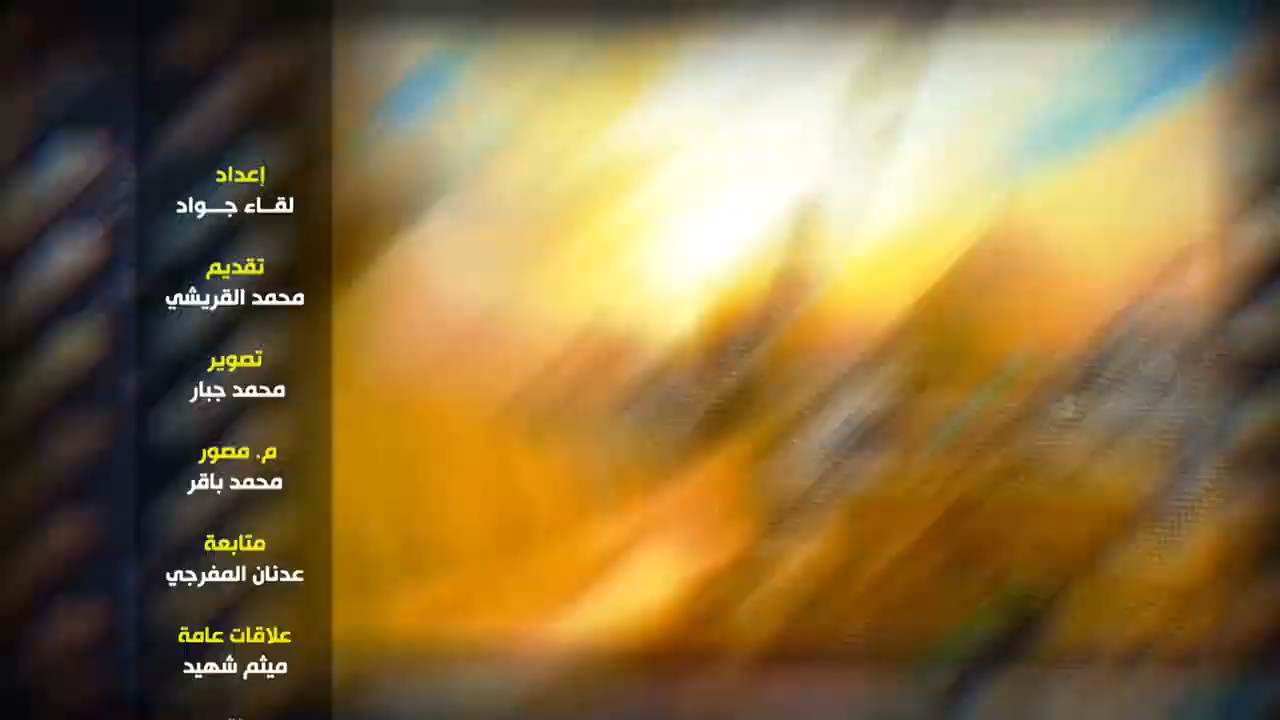 إعداد
لقـاء جـواد
تقديم
محمد القريشي
تصوير
محمد جبار
م. مصور
محمد باقر
متابعة
عدنان المفرجي
علاقات عامة
ميثم شهيد